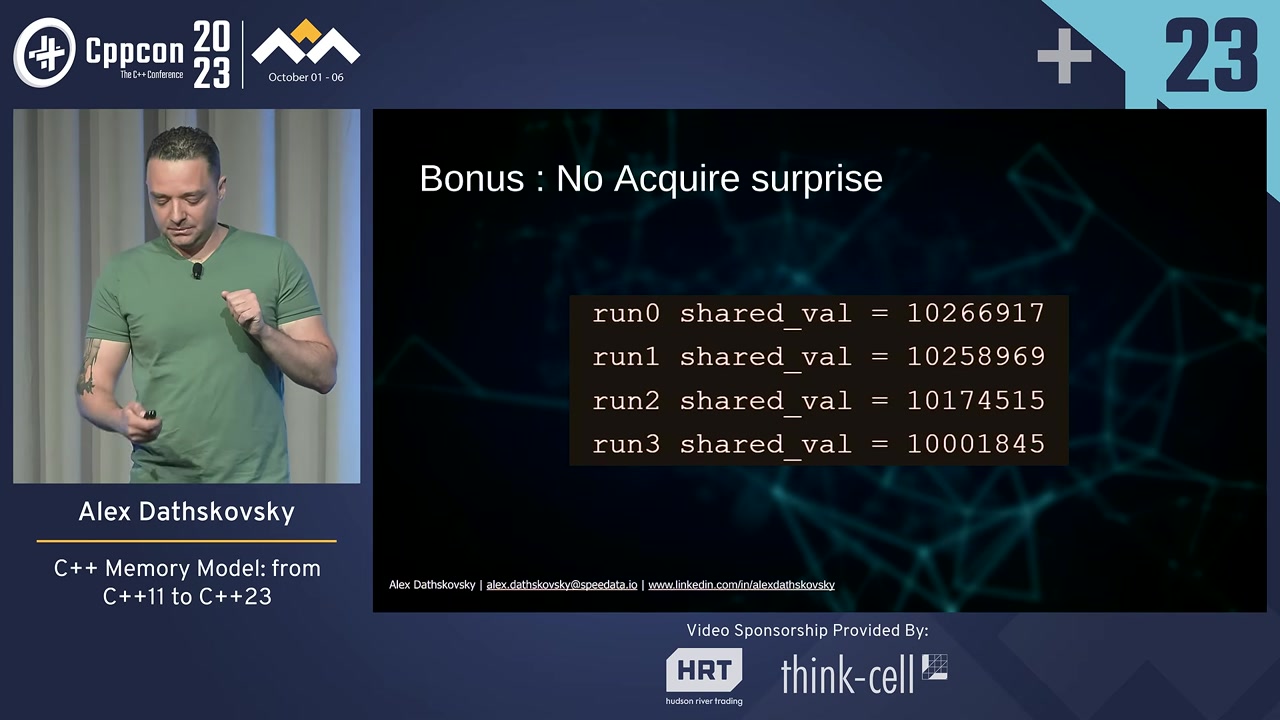 Cppcon
The C++ Conference
20
23
October 01 - 06
23
Bonus : No Acquire surprise
run0 shared_val = 10266917
run1 shared_val = 10258969
run2 shared_val = 10174515
run3 shared_val = 10001845
Alex Dathskovsky | alex.dathskovsky@speedata.io | www.linkedin.com/in/alexdathskovsky
Alex Dathskovsky
C++ Memory Model: from
C++11 to C++23
Video Sponsorship Provided By:
HRT
hudson river trading
think-cell